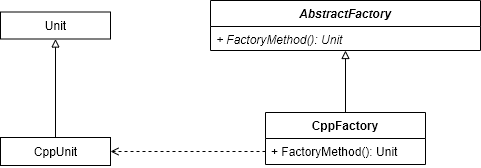 Unit
AbstractFactory
+ FactoryMethod(): Unit
CppUnit
CppFactory
+ FactoryMethod(): Unit